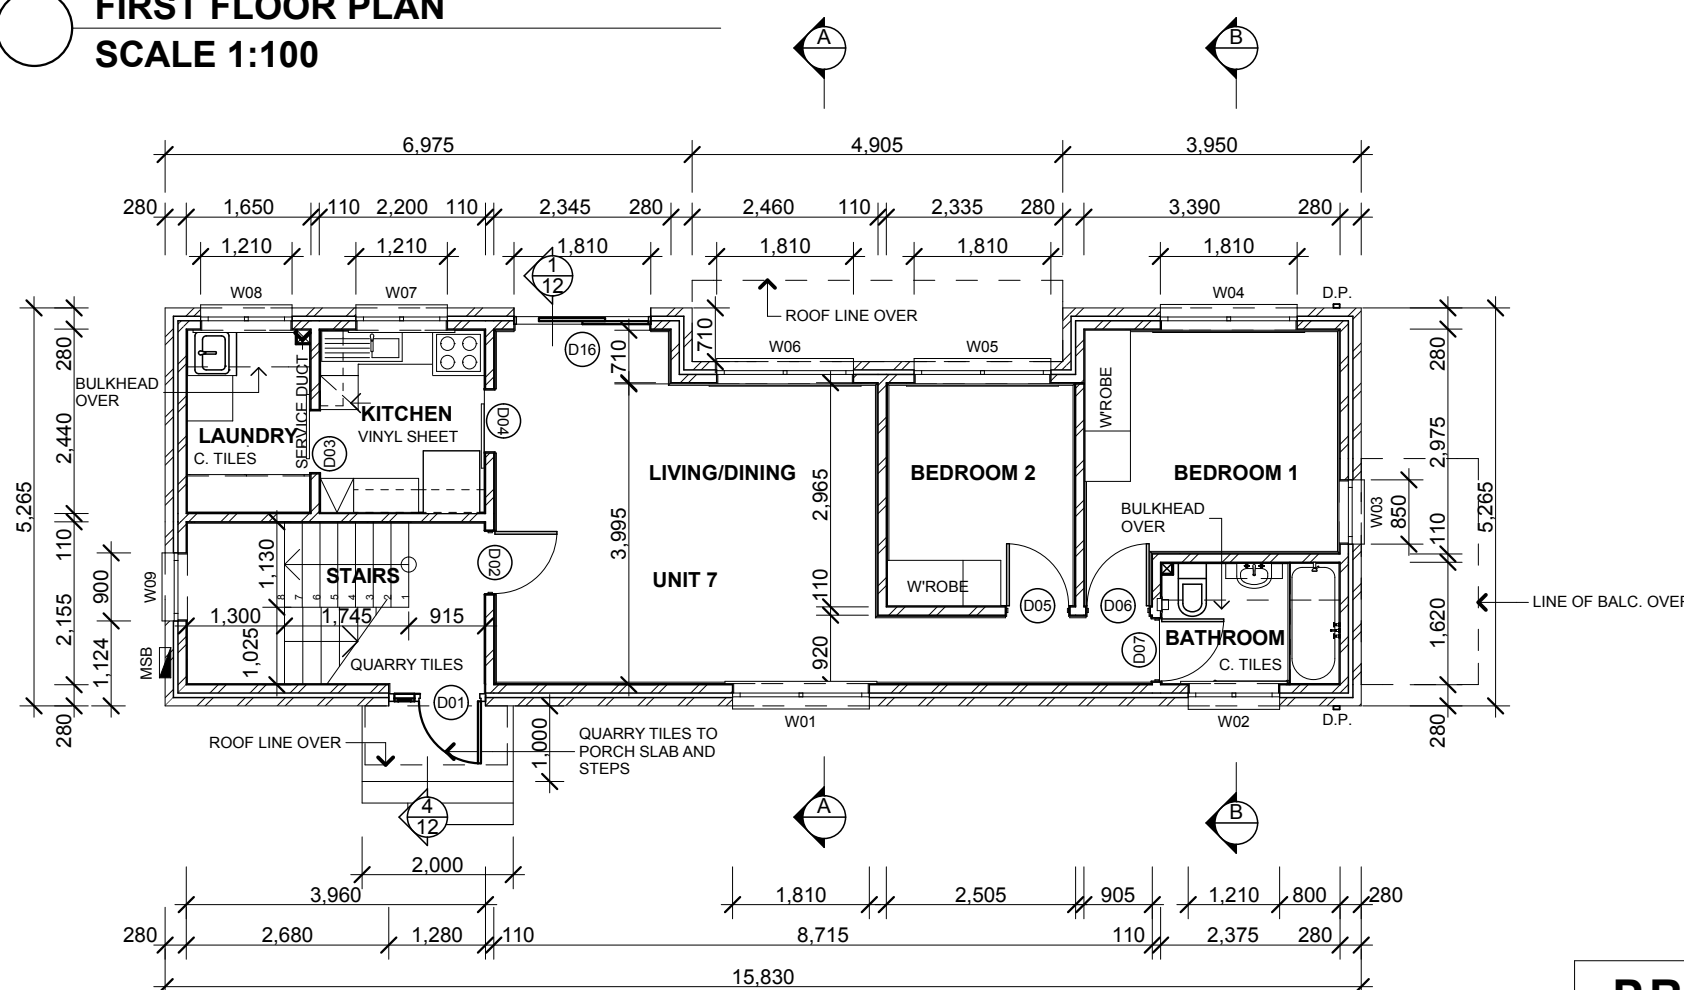 FIRST FLOOR PLAN
SCALE 1:100
A
B
6,975
4,905
3,950
280
1,650
110
2,200
110
2,345
280
2,460
110
2,335
280
3,390
280
1,210
1,210
1,810
1,810
1,810
1,810
1
12
W08
W07
W04
D.P.
ROOF LINE OVER
W06
W05
D16
710
710
5,265
280
2,440
110
2,155
280
900
1,124
BULKHEAD
OVER
SERVICE DUCT
KITCHEN
VINYL SHEET
LAUNDRY
C. TILES
D03
D04
W'ROBE
LIVING/DINING
BEDROOM 2
BEDROOM 1
2,965
3,995
BULKHEAD
OVER
280
2,975
110
1,620
280
5,265
W03
850
W09
MSB
1,130
STAIRS
8 7 6 5 4 3 2 1
D02
UNIT 7
W'ROBE
110
D05
D06
LINE OF BALC. OVER
1,300
1,745
915
1,025
QUARRY TILES
920
D07
BATHROOM
C. TILES
D01
W01
W02
D.P.
ROOF LINE OVER
1,000
QUARRY TILES TO
PORCH SLAB AND
STEPS
4
12
A
B
2,000
3,960
1,810
2,505
905
1,210
800
280
280
2,680
1,280
110
8,715
110
2,375
280
15,830